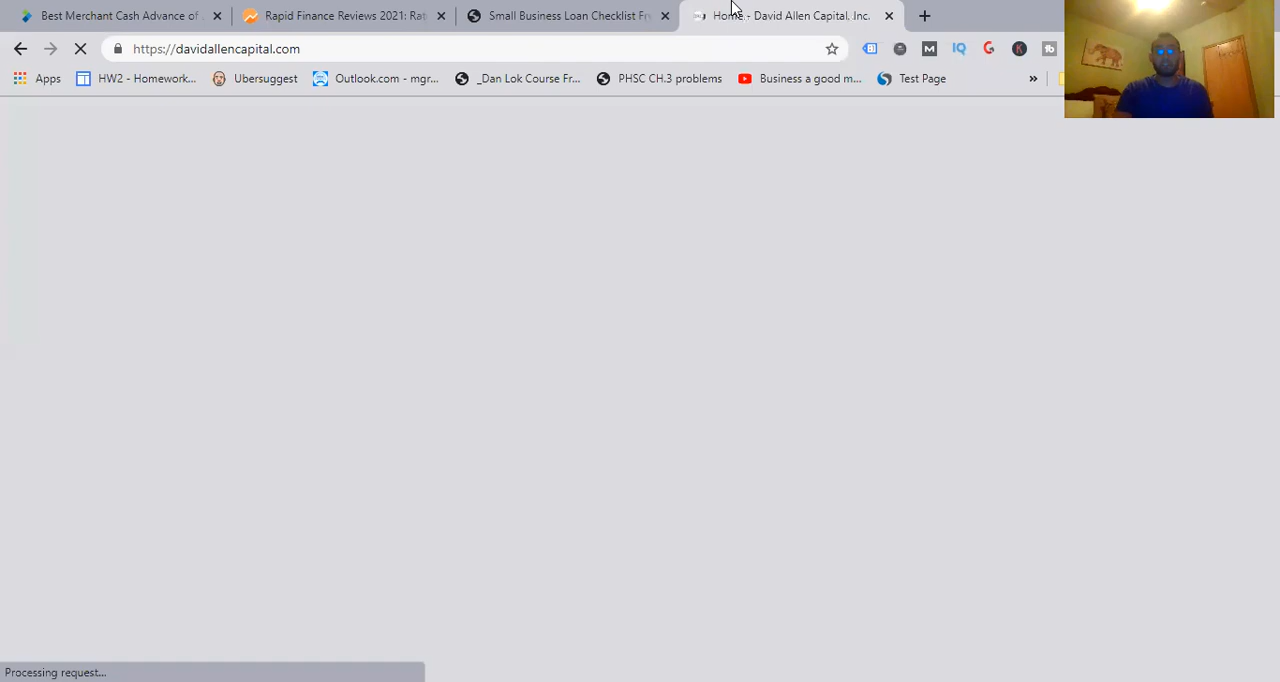 Best Merchant Cash Advance of
Rapid Finance Reviews 2021: Rat
Small Business Loan Checklist Fr
Home - David Allen Capital, Inc.
https://davidallencapital.com
M
IQ
G
K
tb
Apps
HW2 - Homework...
Ubersuggest
Outlook.com - mgr...
_Dan Lok Course Fr...
PHSC CH.3 problems
Business a good m...
Test Page
»
Processing request...